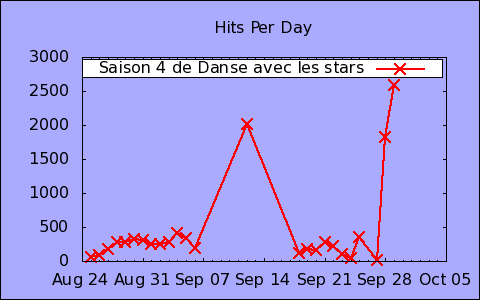 Hits Per Day
3000
Saison 4 de Danse avec les stars
2500
2000
1500
1000
500
0
Aug 24 Aug 31 Sep 07 Sep 14 Sep 21 Sep 28 Oct 05